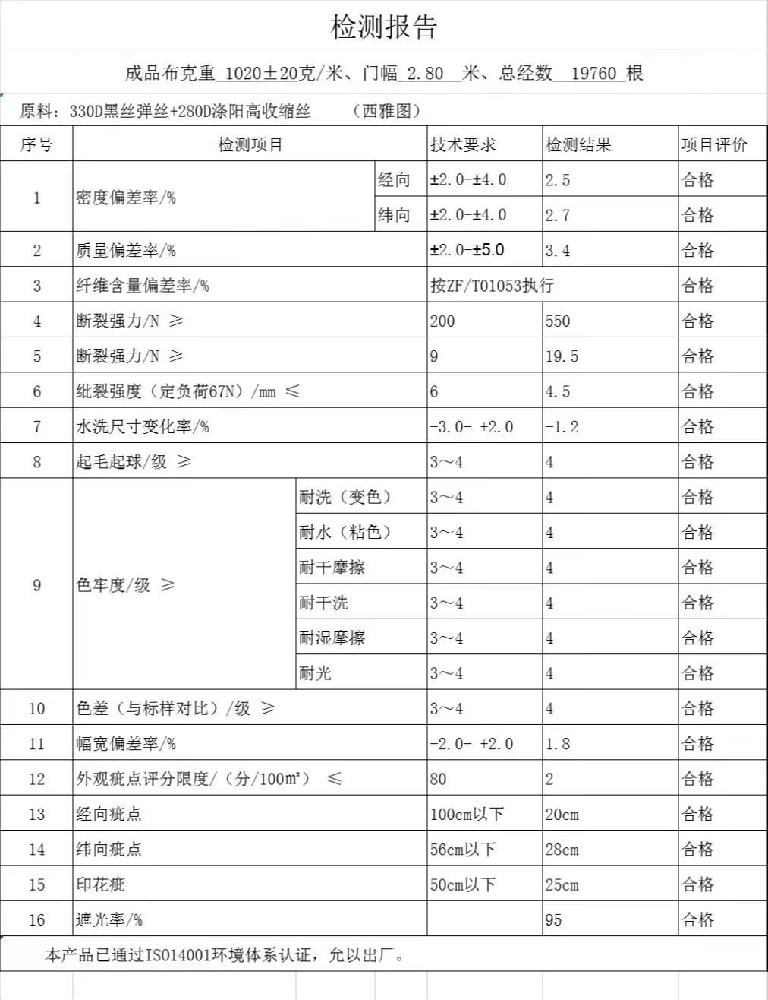 检测报告
成品布克重 1020±20克/米、门幅 2.80 米、总经数 19760 根
原料：330D黑丝弹丝+280D涤阳高收缩丝 （西雅图）
序号 检测项目 技术要求 检测结果 项目评价
1 密度偏差率/% 经向 ±2.0-±4.0 2.5 合格
纬向 ±2.0-±4.0 2.7 合格
2 质量偏差率/% ±2.0-±5.0 3.4 合格
3 纤维含量偏差率/% 按ZF/T01053执行 合格
4 断裂强力/N ≥ 200 550 合格
5 断裂强力/N ≥ 9 19.5 合格
6 纰裂强度（定负荷67N）/mm ≤ 6 4.5 合格
7 水洗尺寸变化率/% -3.0- +2.0 -1.2 合格
8 起毛起球/级 ≥ 3～4 4 合格
9 色牢度/级 ≥ 耐洗（变色） 3～4 4 合格
耐水（粘色） 3～4 4 合格
耐干摩擦 3～4 4 合格
耐干洗 3～4 4 合格
耐湿摩擦 3～4 4 合格
耐光 3～4 4 合格
10 色差（与标样对比）/级 ≥ 3～4 4 合格
11 幅宽偏差率/% -2.0- +2.0 1.8 合格
12 外观疵点评分限度/（分/100㎡） ≤ 80 2 合格
13 经向疵点 100cm以下 20cm 合格
14 纬向疵点 56cm以下 28cm 合格
15 印花疵 50cm以下 25cm 合格
16 遮光率/% 95 合格
本产品已通过ISO14001环境体系认证，允以出厂。